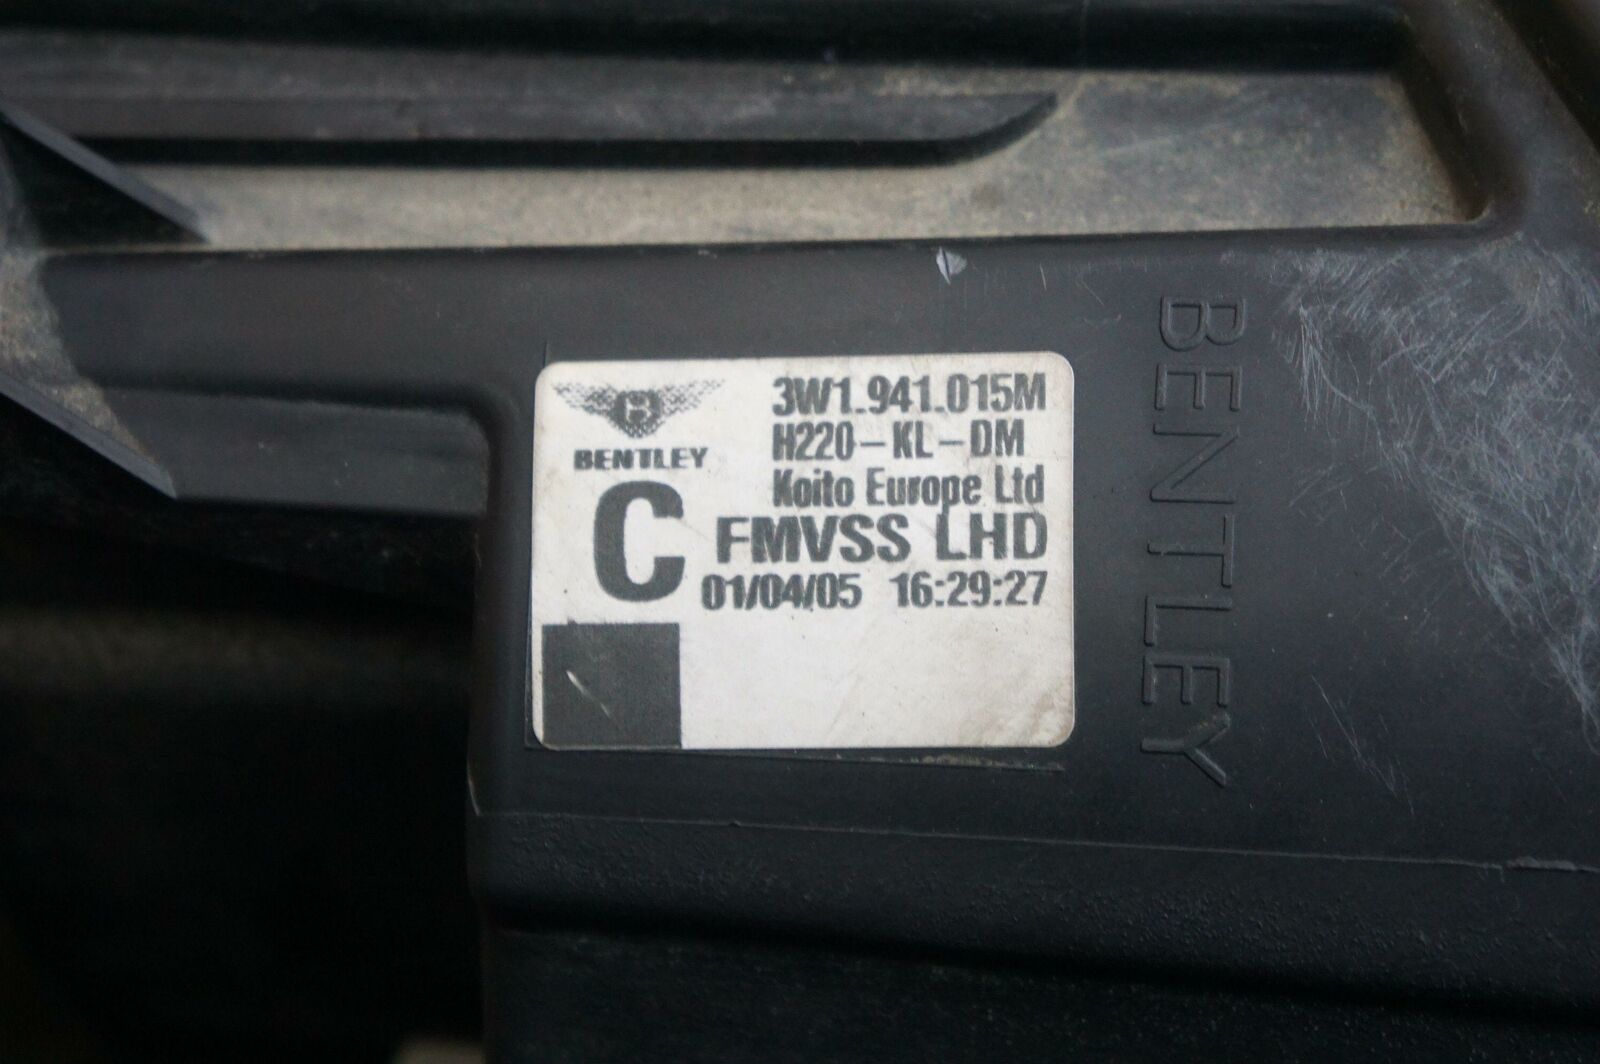 3W1.941.015M
H220-KL-DM
BENTLEY
Koito Europe Ltd
C
FMVSS LHD
01/04/05 16:29:27
BENTLEY